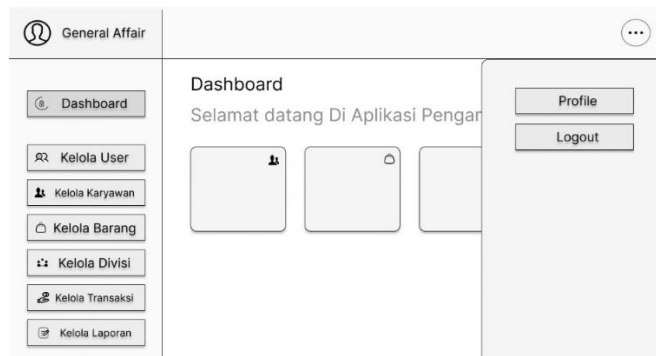 General Affair
Dashboard
Kelola User
Kelola Karyawan
Kelola Barang
Kelola Divisi
Kelola Transaksi
Kelola Laporan
Dashboard
Selamat datang Di Aplikasi
Profile
Logout